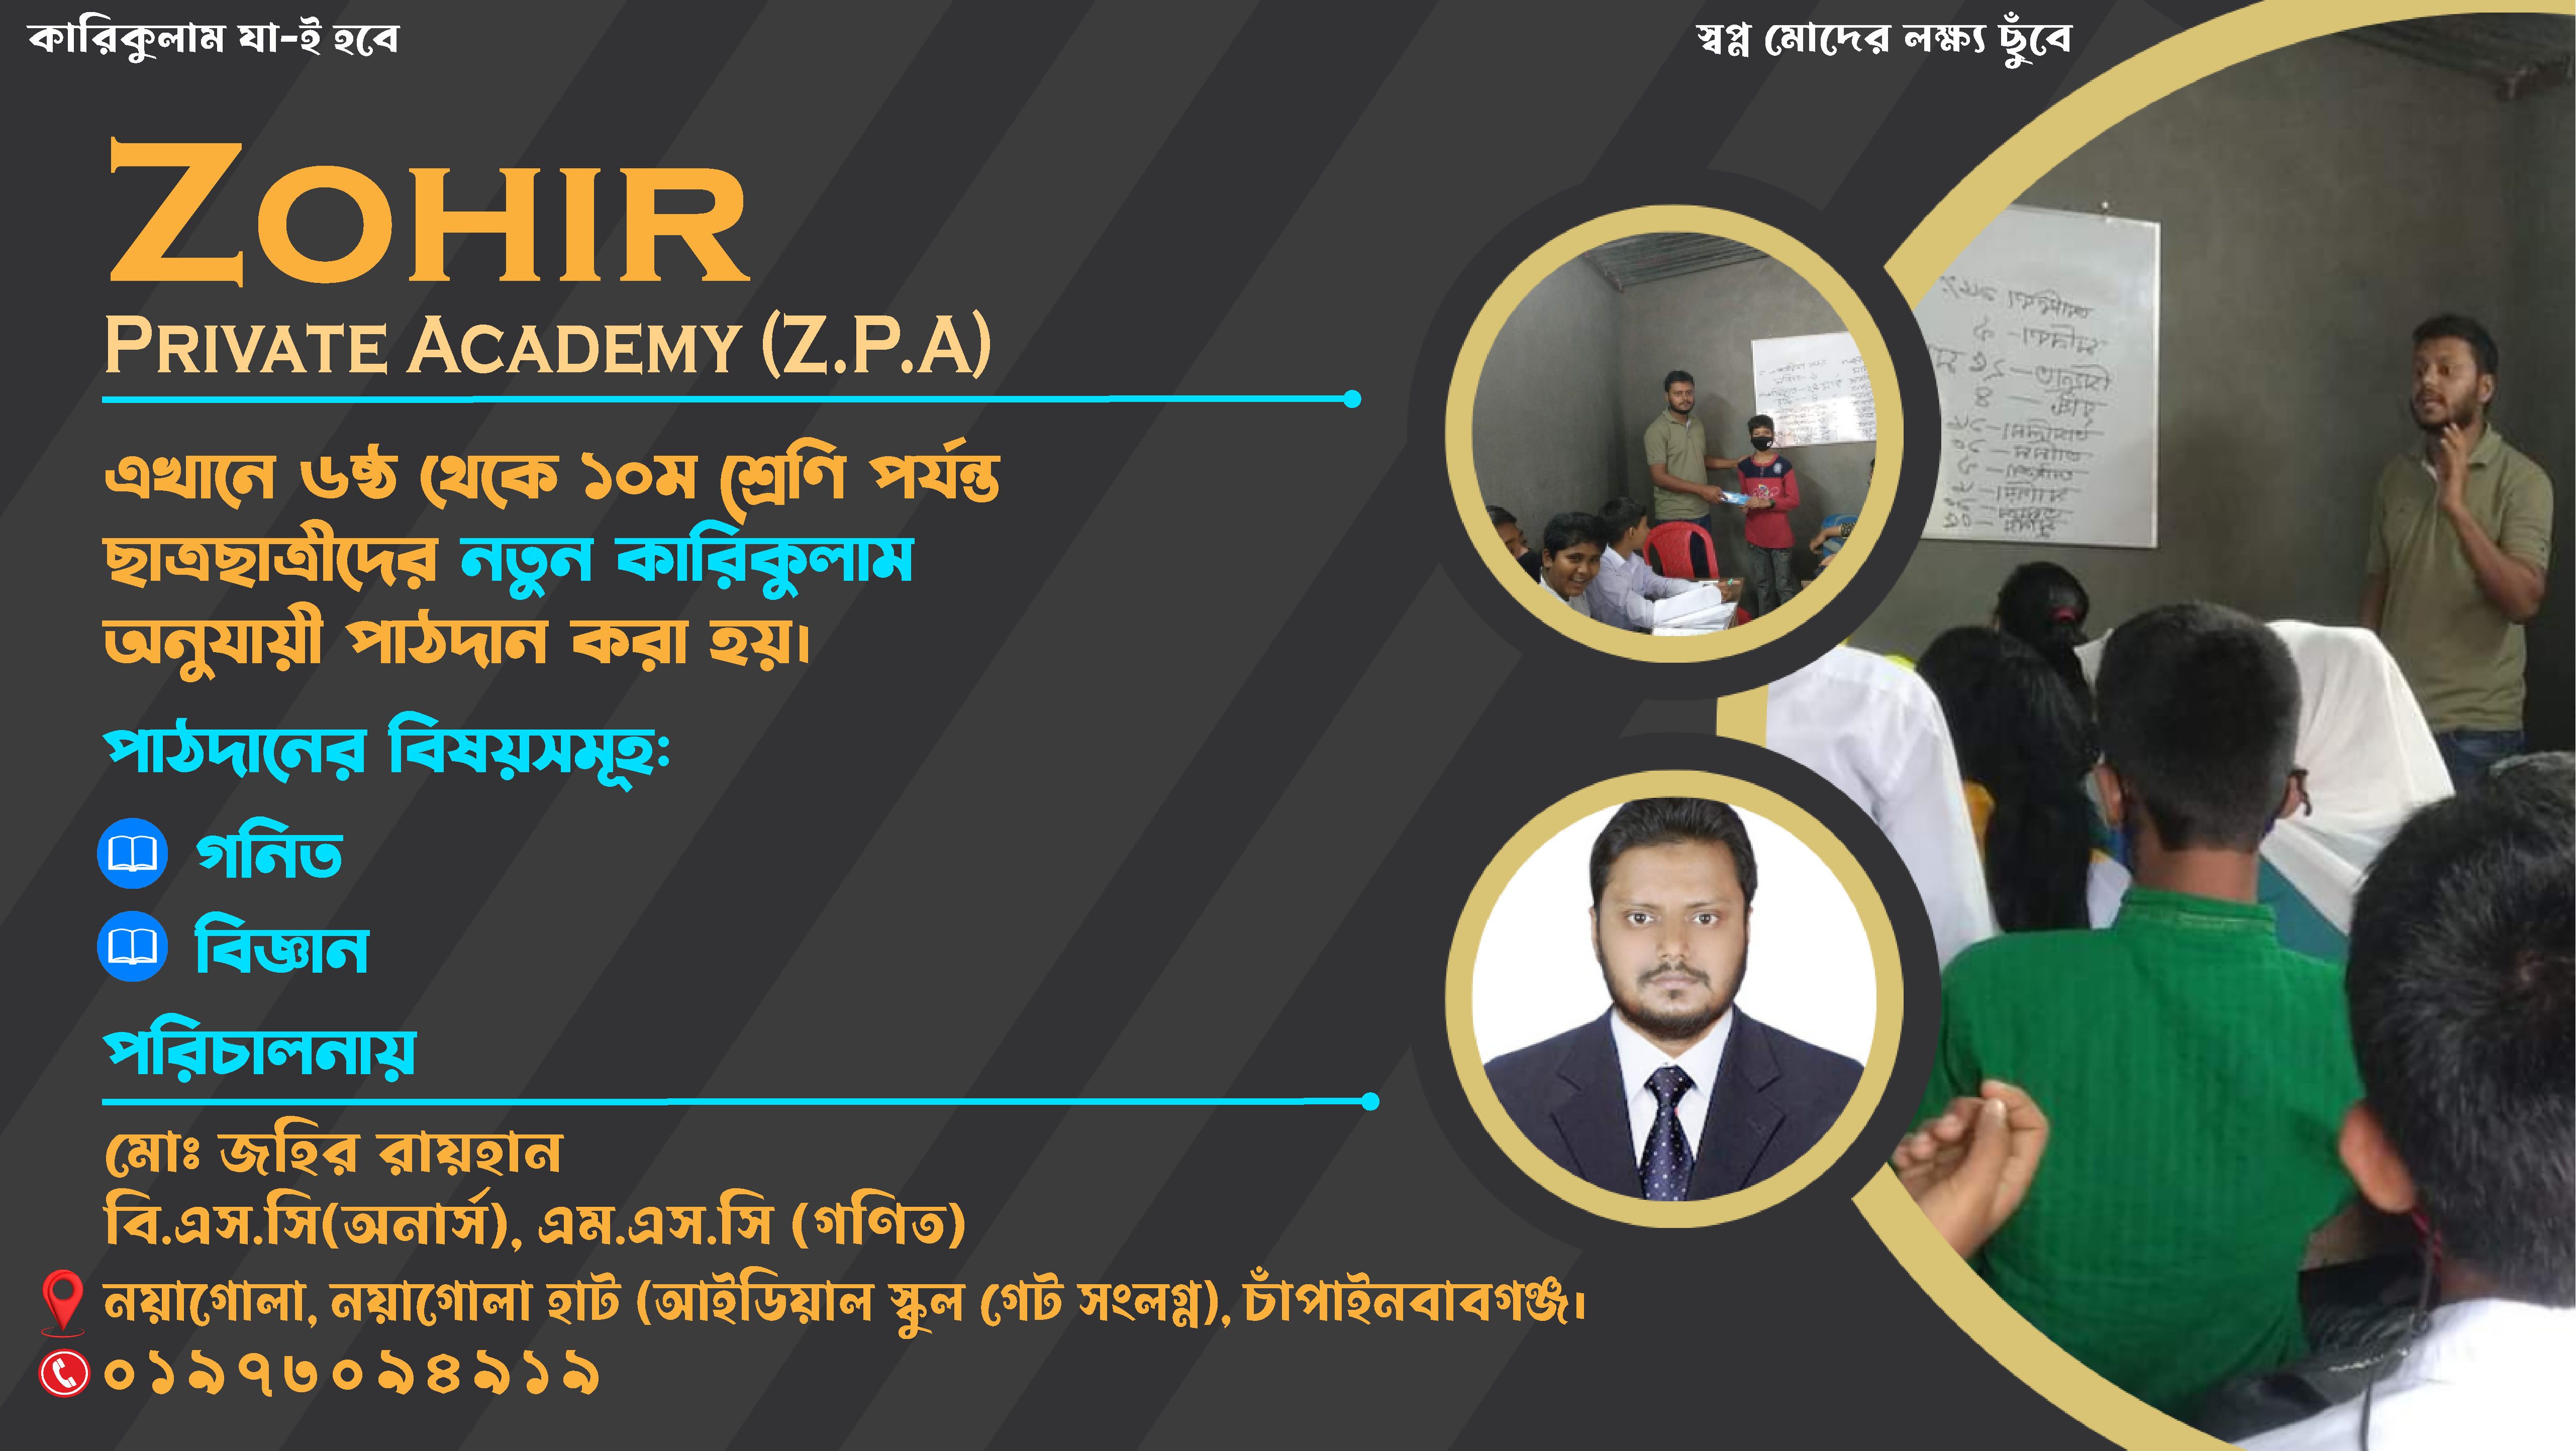 কারিকুলাম যা-ই হবে
স্বপ্ন মোদের লক্ষ্য ছুঁবে
ZOHIR
PRIVATE ACADEMY (Z.P.A)
এখানে ৬ষ্ঠ থেকে ১০ম শ্রেণি পর্যন্ত
ছাত্রছাত্রীদের নতুন কারিকুলাম
অনুযায়ী পাঠদান করা হয়।
পাঠদানের বিষয়সমূহ:
গনিত
বিজ্ঞান
পরিচালনায়
মোঃ জহির রায়হান
বি.এস.সি(অনার্স), এম.এস.সি (গণিত)
নয়াগোলা, নয়াগোলা হাট (আইডিয়াল স্কুল গেট সংলগ্ন), চাঁপাইনবাবগঞ্জ।
০১৯৭৬০৯৪৯১৯